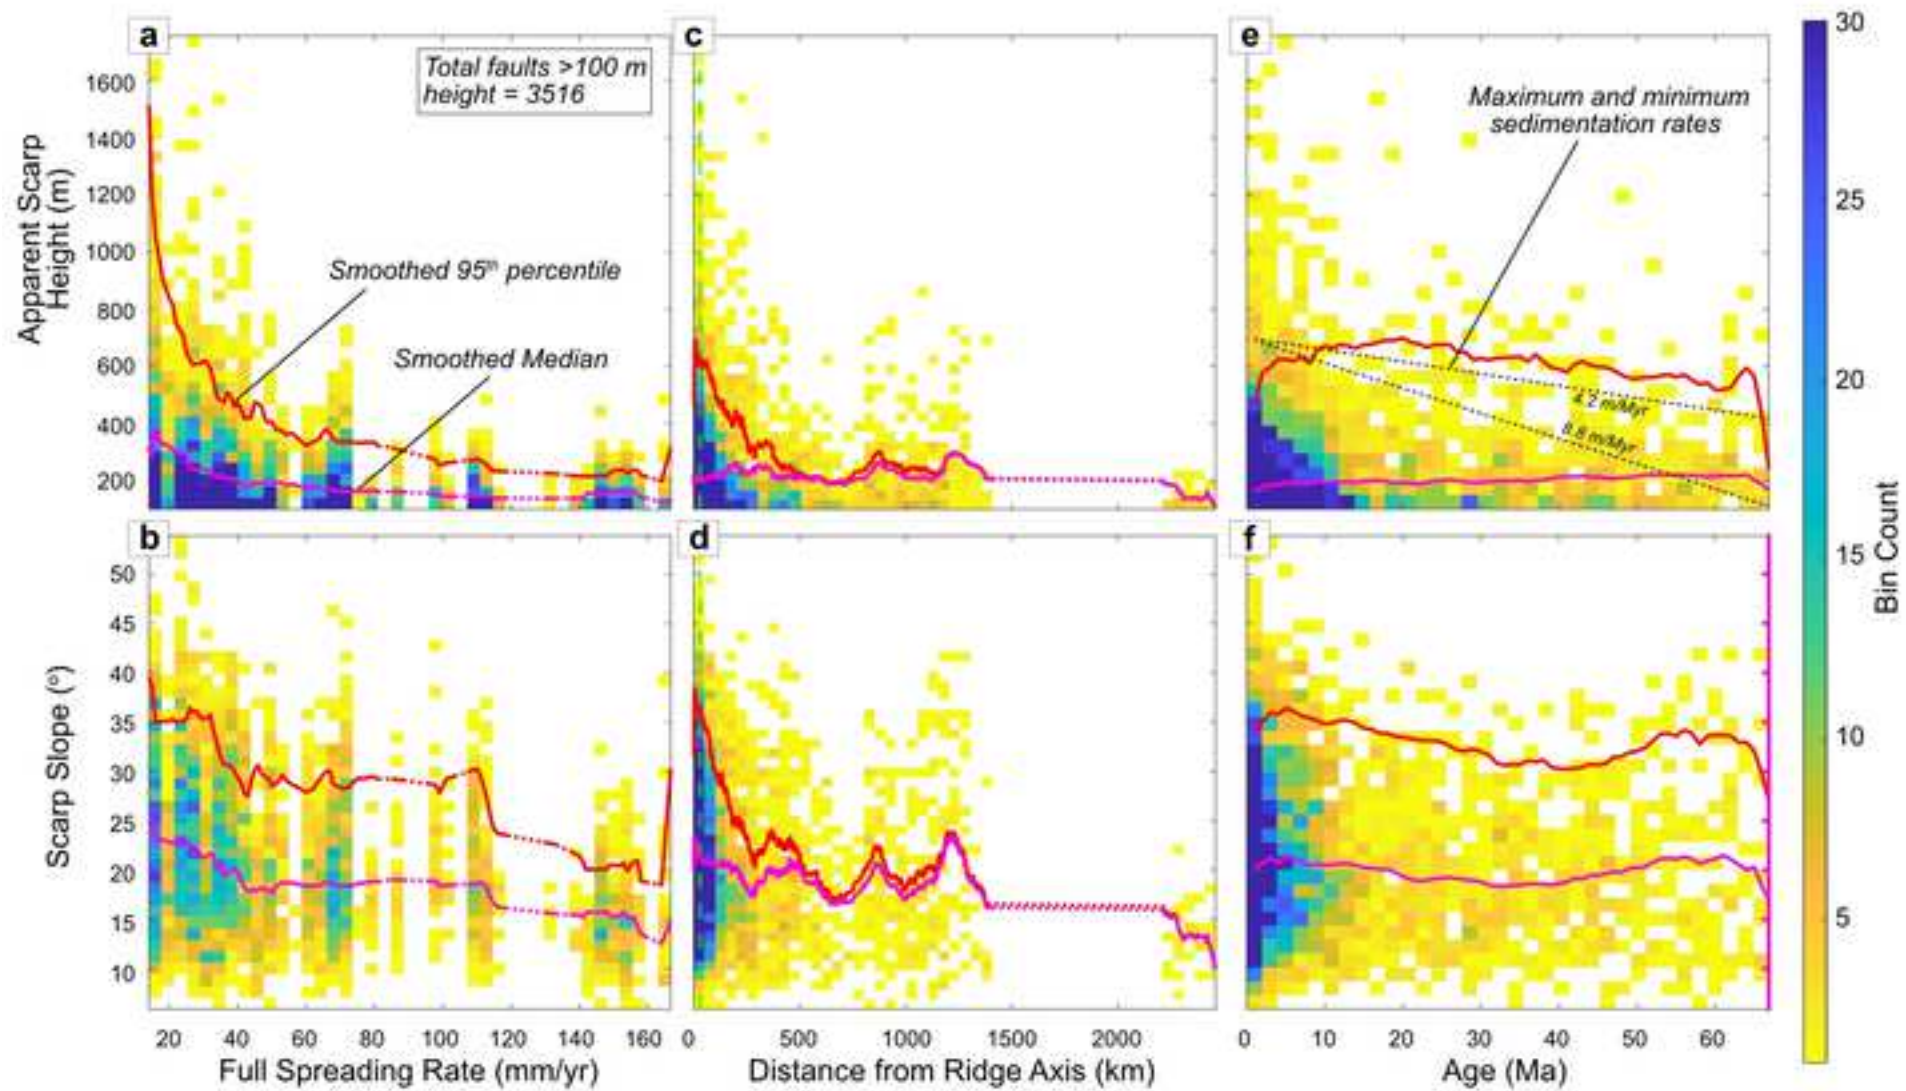 a
c
e
30
Total faults >100 m
height = 3516
Maximum and minimum
sedimentation rates
Smoothed 95th percentile
Smoothed Median
4.2 m/Myr
8.8 m/Myr
Apparent Scarp
Height (m)
1600
1400
1200
1000
800
600
400
200
25
20
15
10
5
Bin Count
b
d
f
Scarp Slope (°)
50
45
40
35
30
25
20
15
10
20 40 60 80 100 120 140 160
0 500 1000 1500 2000
0 10 20 30 40 50 60
Full Spreading Rate (mm/yr)
Distance from Ridge Axis (km)
Age (Ma)